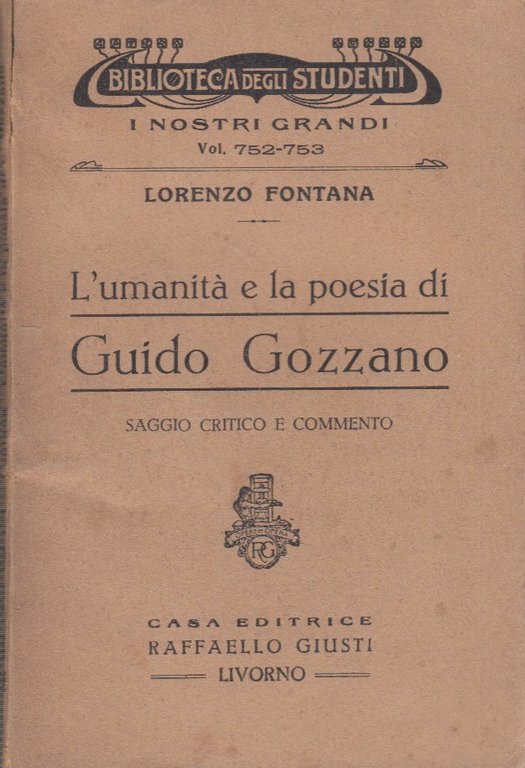 BIBLIOTECA DEGLI STUDENTI
I NOSTRI GRANDI
Vol. 752-753
LORENZO FONTANA
L'umanità e la poesia di
Guido Gozzano
SAGGIO CRITICO E COMMENTO
RG
CASA EDITRICE
RAFFAELLO GIUSTI
LIVORNO